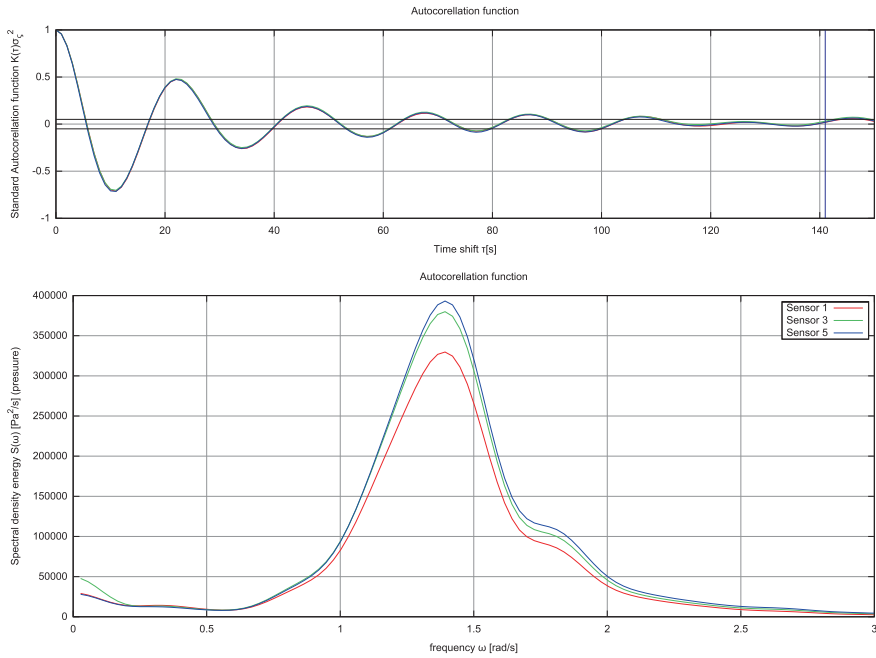 Autocorellation function
Standard Autocorellation function K(τ)σς²
1
0.5
0
-0.5
-1
0 20 40 60 80 100 120 140
Time shift τ[s]
Autocorellation function
Spectral density energy S(ω) [Pa²/s] (presuure)
400000
350000
300000
250000
200000
150000
100000
50000
0
Sensor 1
Sensor 3
Sensor 5
0 0.5 1 1.5 2 2.5 3
frequency ω [rad/s]